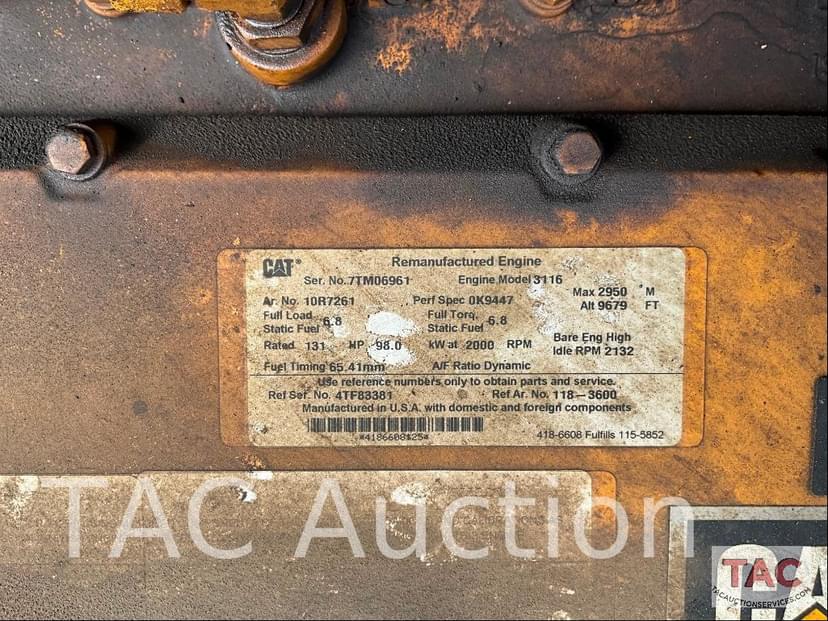 CAT® Remanufactured Engine
Ser. No. 7TM06961 Engine Model 3116
Ar. No. 10R7261 Perf Spec 0K9447 Max 2950 M
Alt 9679 FT
Full Load Static Fuel 6.8 Full Torq. Static Fuel 6.8
Rated 131 HP 98.0 kW at 2000 RPM Bare Eng High
Idle RPM 2132
Fuel Timing 65.41mm A/F Ratio Dynamic
Use reference numbers only to obtain parts and service.
Ref Ser. No. 4TF83381 Ref Ar. No. 118-3600
Manufactured in U.S.A. with domestic and foreign components
*4186608125* 418-6608 Fulfills 115-5852
TAC Auction
TAC
TACAUCTIONSERVICES.COM